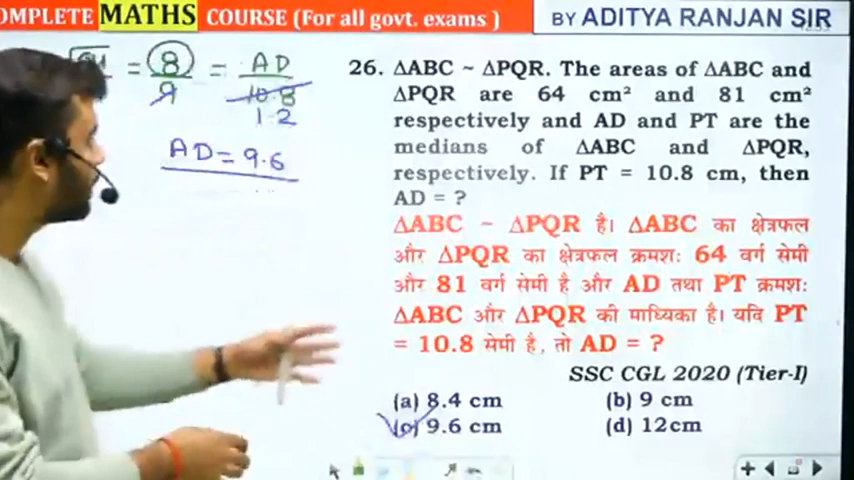 OMPLETE MATHS COURSE (For all govt. exams )
BY ADITYA RANJAN SIR
= 8/9 = AD/10.8
1.2
AD = 9.6
26. ΔABC ~ ΔPQR. The areas of ΔABC and
ΔPQR are 64 cm² and 81 cm²
respectively and AD and PT are the
medians of ΔABC and ΔPQR,
respectively. If PT = 10.8 cm, then
AD = ?
ΔABC ~ ΔPQR है। ΔABC का क्षेत्रफल
और ΔPQR का क्षेत्रफल क्रमश: 64 वर्ग सेमी
और 81 वर्ग सेमी है और AD तथा PT क्रमश:
ΔABC और ΔPQR की माध्यिका है। यदि PT
= 10.8 सेमी है, तो AD = ?
SSC CGL 2020 (Tier-I)
(a) 8.4 cm (b) 9 cm
(c) 9.6 cm (d) 12cm